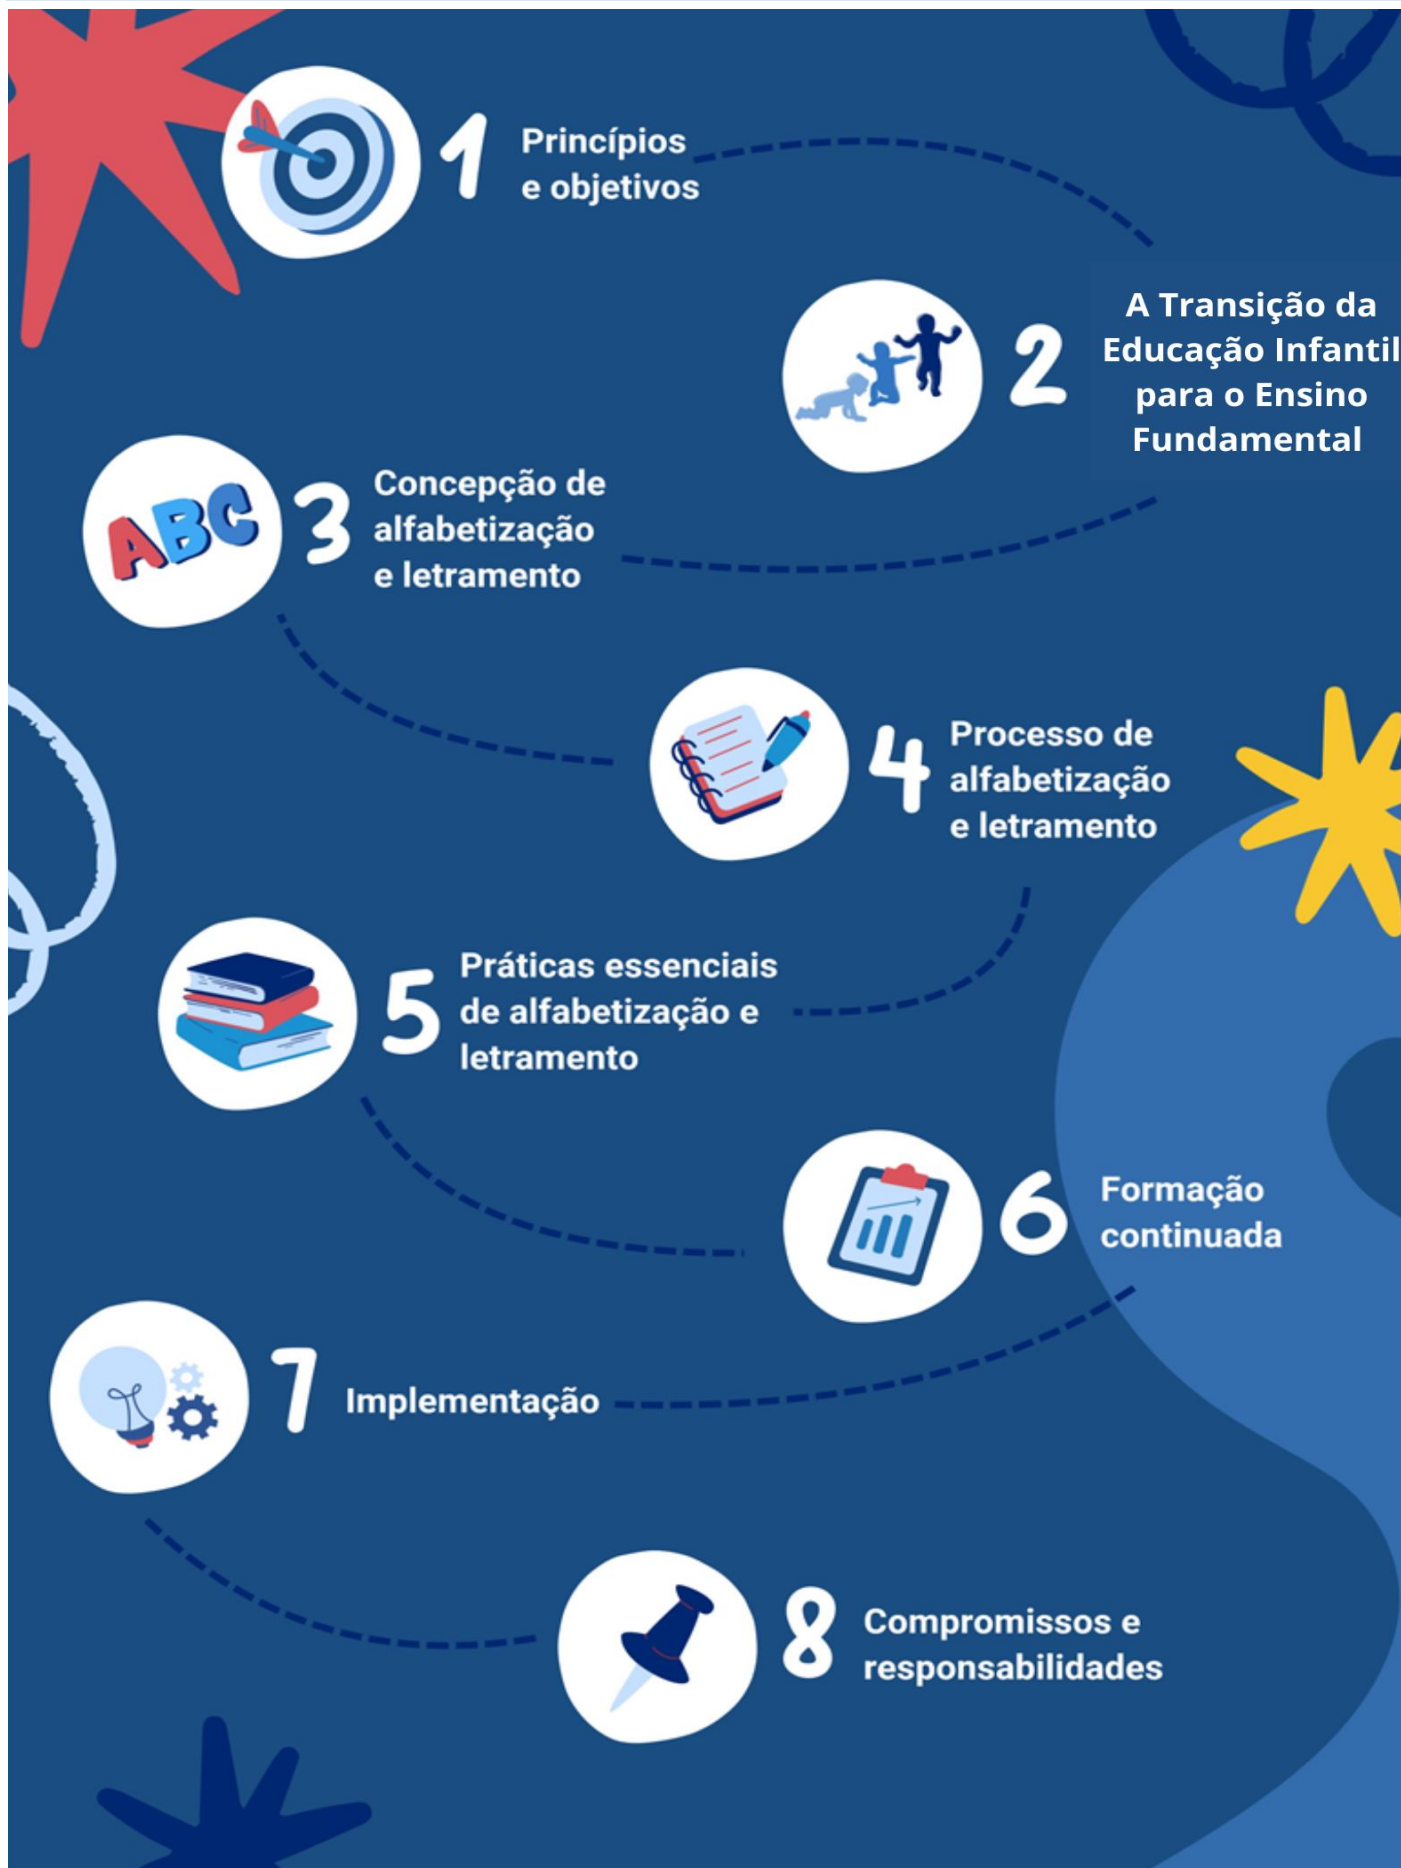 1
Princípios
e objetivos
2
A Transição da
Educação Infantil
para o Ensino
Fundamental
ABC
3
Concepção de
alfabetização
e letramento
4
Processo de
alfabetização
e letramento
5
Práticas essenciais
de alfabetização e
letramento
6
Formação
continuada
7
Implementação
8
Compromissos e
responsabilidades